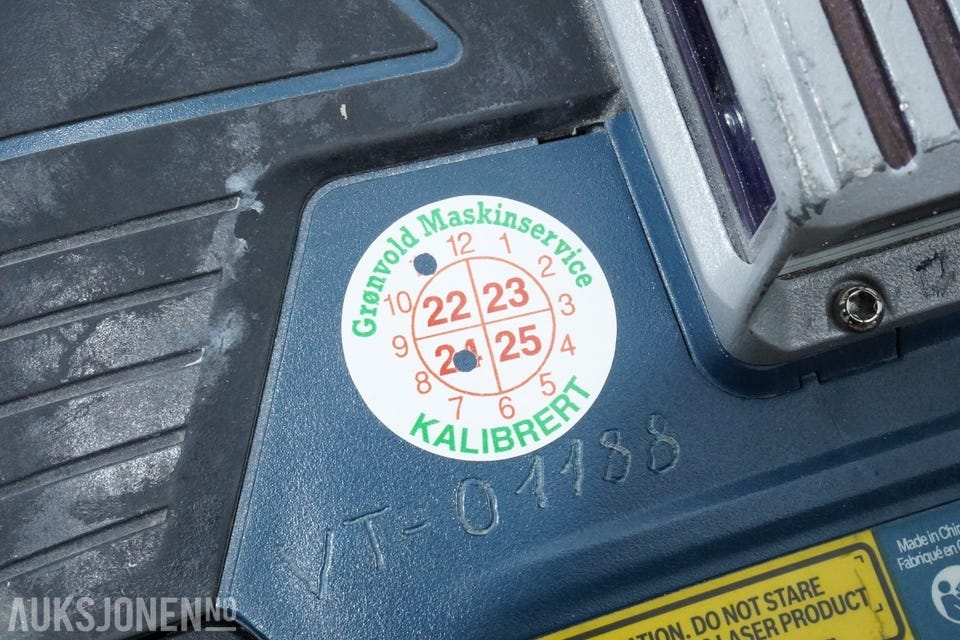 Grønvold Maskinservice
12 1 2 3 4 5 6 7 8 9 10
22 23
24 25
KALIBRERT
VT-01188
DO NOT STARE
LASER PRODUCT
Made in
Fabriqué en
AUKSJONEN.NO